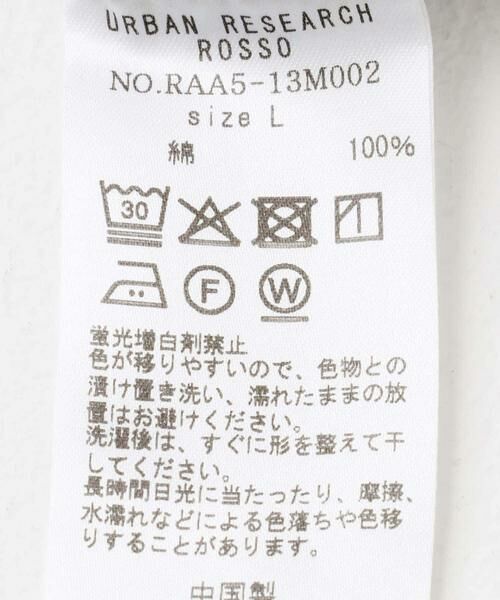 URBAN RESEARCH
ROSSO
NO.RAA5-13M002
size L
綿 100%
30
F W
蛍光増白剤禁止
色が移りやすいので、色物との
漬け置き洗い、濡れたままの放
置はお避けください。
洗濯後は、すぐに形を整えて干
してください。
長時間日光に当たったり、摩擦、
水濡れなどによる色落ちや色移
りすることがあります。
中国製